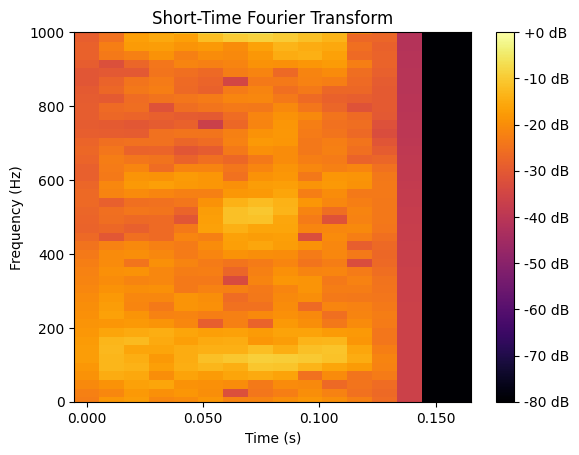 Short-Time Fourier Transform
1000
800
600
400
200
0
Frequency (Hz)
0.000
0.050
0.100
0.150
Time (s)
+0 dB
-10 dB
-20 dB
-30 dB
-40 dB
-50 dB
-60 dB
-70 dB
-80 dB